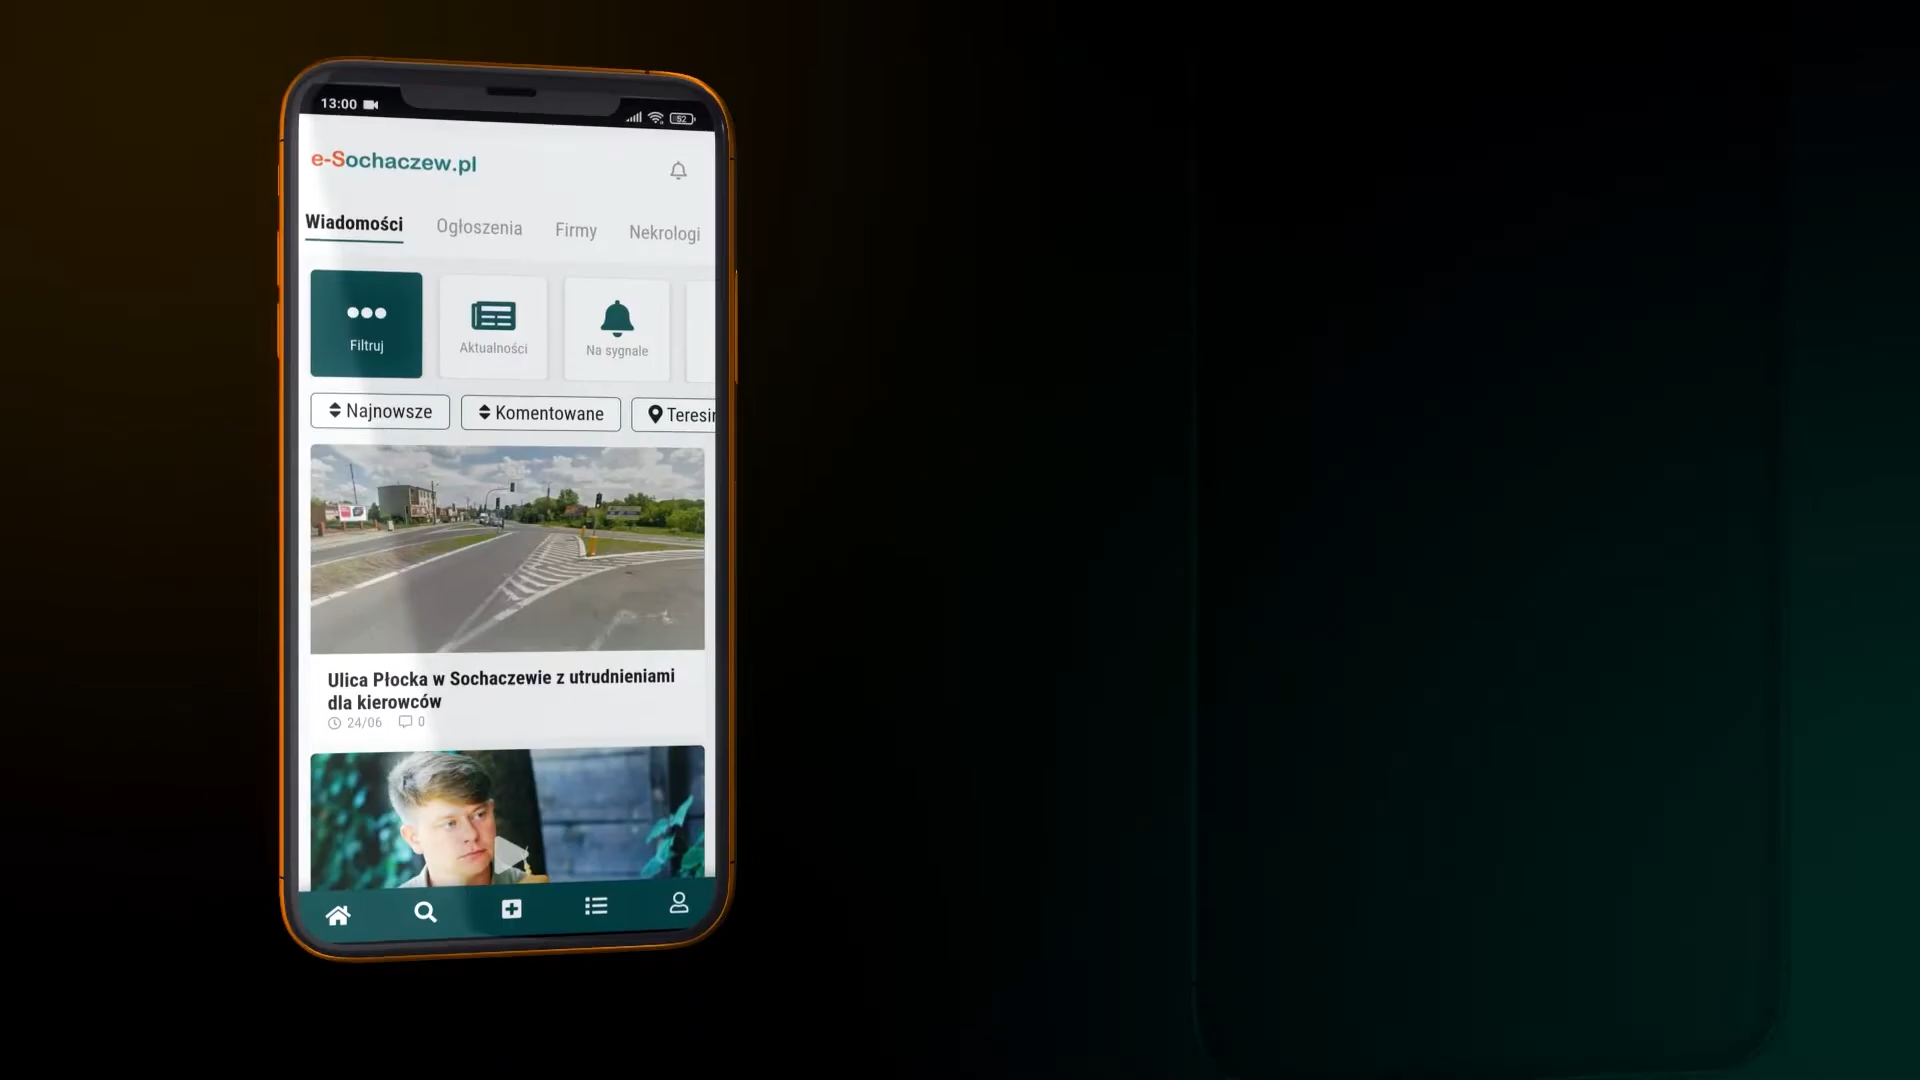 13:00
52
e-Sochaczew.pl
Wiadomości Ogłoszenia Firmy Nekrologi
Filtruj Aktualności Na sygnale
Najnowsze Komentowane Teresin
Ulica Płocka w Sochaczewie z utrudnieniami
dla kierowców
24/06 0